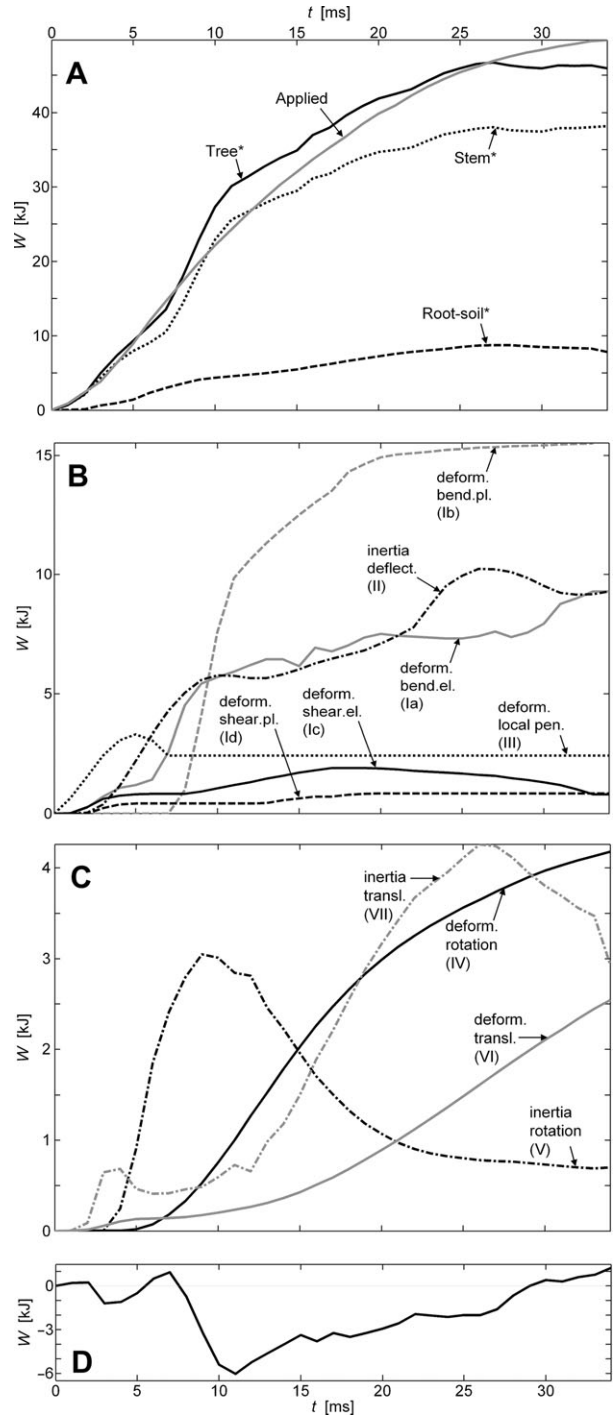 t [ms]
0 5 10 15 20 25 30
A
W [kJ]
40
30
20
10
0
Applied
Tree*
Stem*
Root-soil*
B
W [kJ]
15
10
5
0
deform.
bend.pl.
(Ib)
inertia
deflect.
(II)
deform.
bend.el.
(Ia)
deform.
shear.pl.
(Id)
deform.
shear.el.
(Ic)
deform.
local pen.
(III)
C
W [kJ]
4
3
2
1
0
inertia
transl.
(VII)
deform.
rotation
(IV)
deform.
transl.
(VI)
inertia
rotation
(V)
D
W [kJ]
0
-3
-6
0 5 10 15 20 25 30
t [ms]